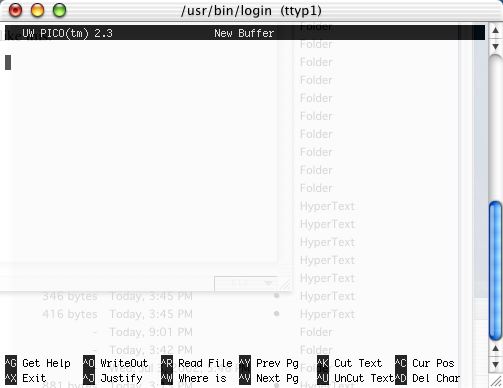 /usr/bin/login (ttyp1)
UW PICO(tm) 2.3 New Buffer
Folder
Folder
Folder
Folder
Folder
Folder
Folder
Folder
Folder
Folder
HyperText
HyperText
HyperText
HyperText
HyperText
346 bytes Today, 3:45 PM HyperText
416 bytes Today, 3:45 PM HyperText
- Today, 9:01 PM Folder
Today, 3:42 PM Folder
^G Get Help ^O WriteOut ^R Read File ^Y Prev Pg ^K Cut Text ^C Cur Pos
^X Exit ^J Justify ^W Where is ^V Next Pg ^U UnCut Text ^D Del Char